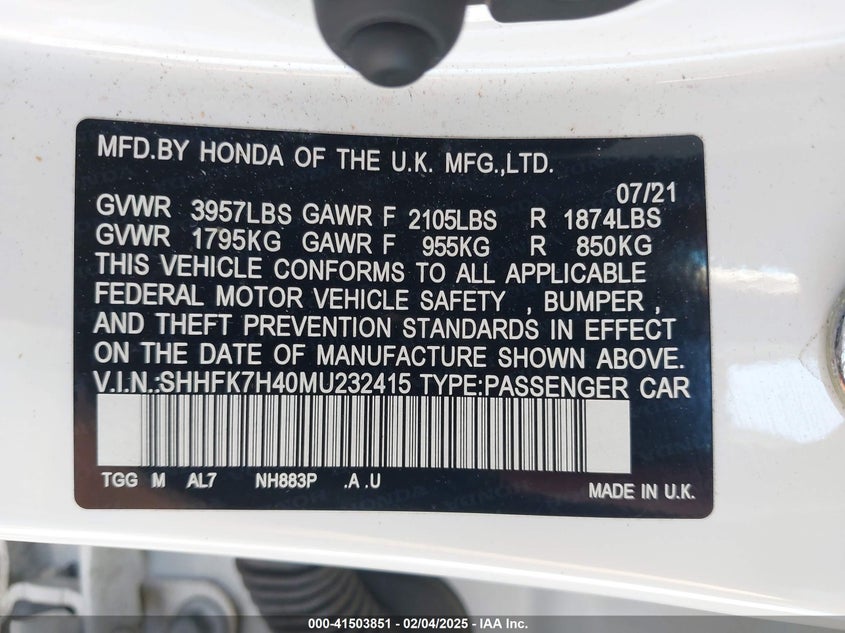 MFD.BY HONDA OF THE U.K. MFG.,LTD.
07/21
GVWR 3957LBS GAWR F 2105LBS R 1874LBS
GVWR 1795KG GAWR F 955KG R 850KG
THIS VEHICLE CONFORMS TO ALL APPLICABLE
FEDERAL MOTOR VEHICLE SAFETY , BUMPER ,
AND THEFT PREVENTION STANDARDS IN EFFECT
ON THE DATE OF MANUFACTURE SHOWN ABOVE.
V.I.N.:SHHFK7H40MU232415 TYPE:PASSENGER CAR
TGG M AL7 NH883P .A .U
MADE IN U.K.
000-41503851 - 02/04/2025 - IAA Inc.